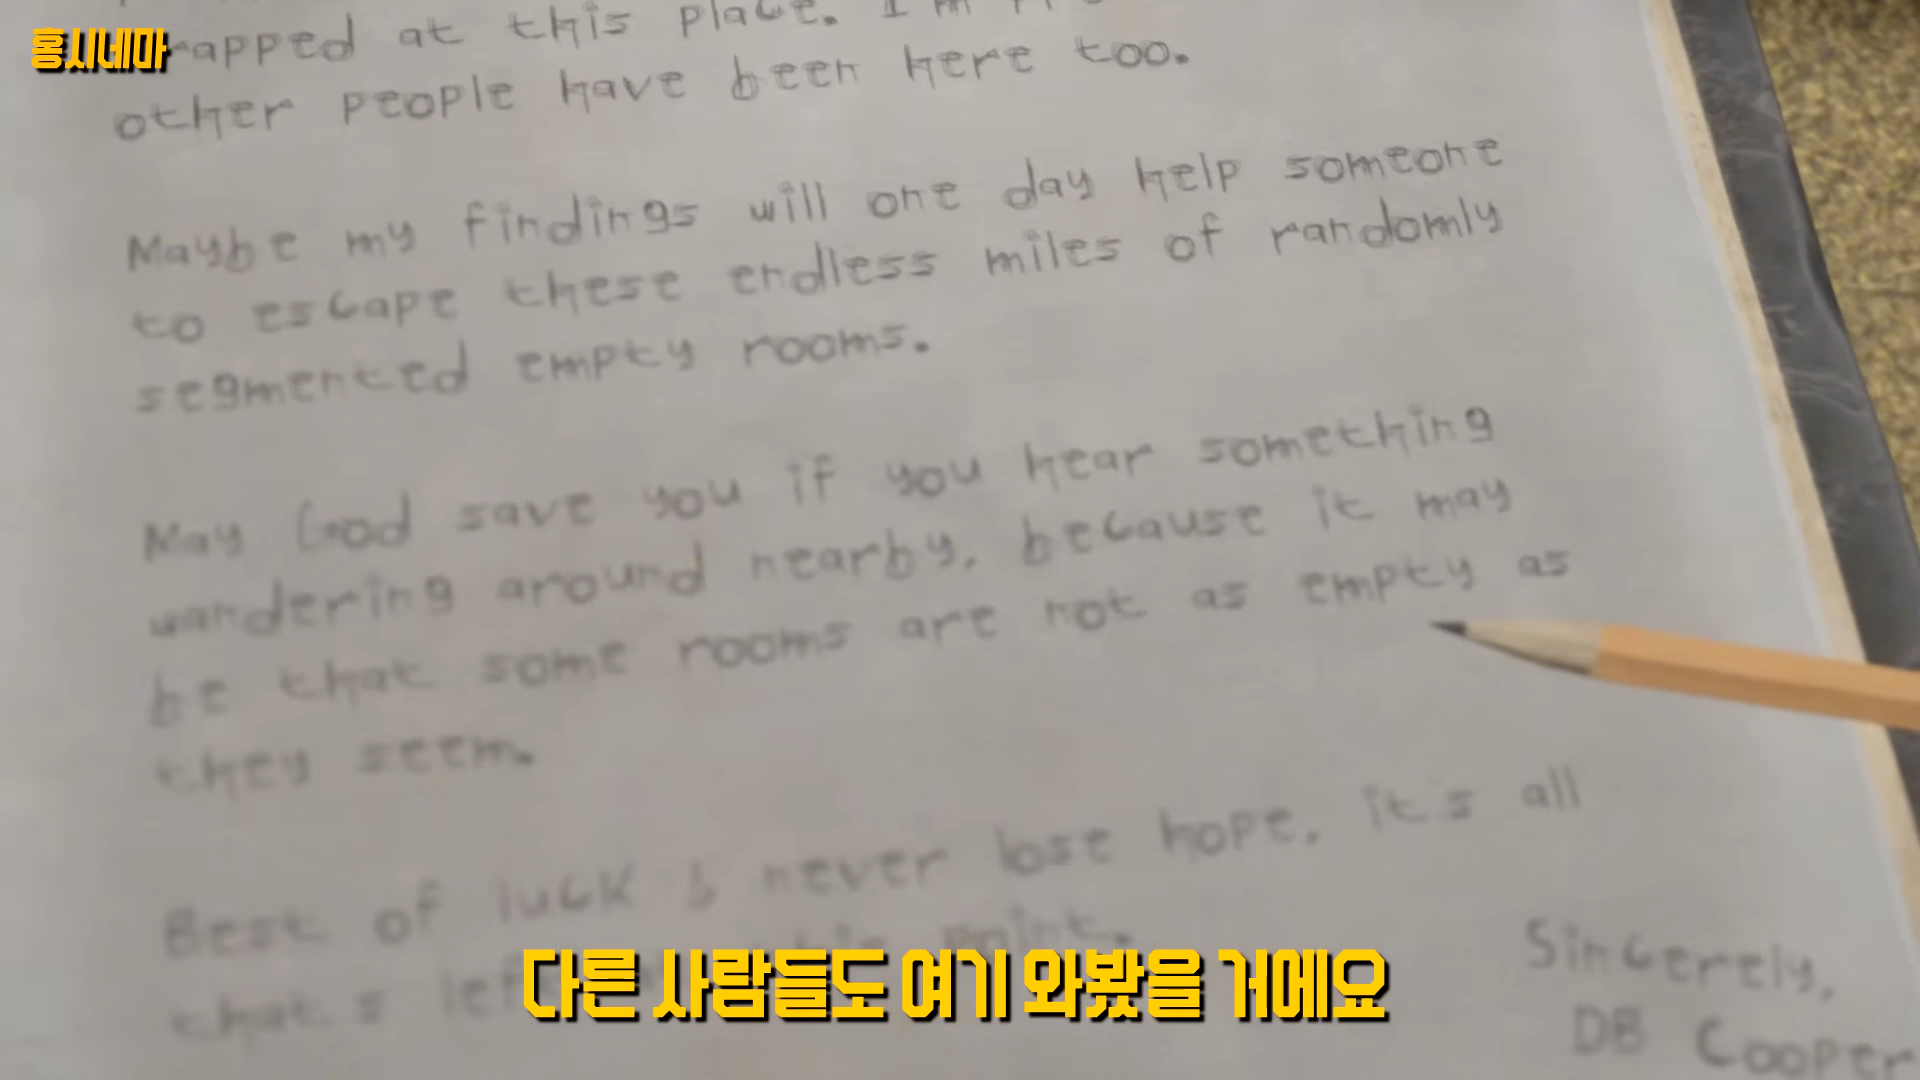 홍시네마
apped at this place. I'm
other people have been here too.
Maybe my findings will one day help someone
to escape these endless miles of randomly
segmented empty rooms.
May God save you if you hear something
wandering around nearby, because it may
be that some rooms are not as empty as
they seem.
Best of luck & never lose hope, it's all
that's left point.
다른 사람들도 여기 와봤을 거에요
Sincerely,
DB Cooper